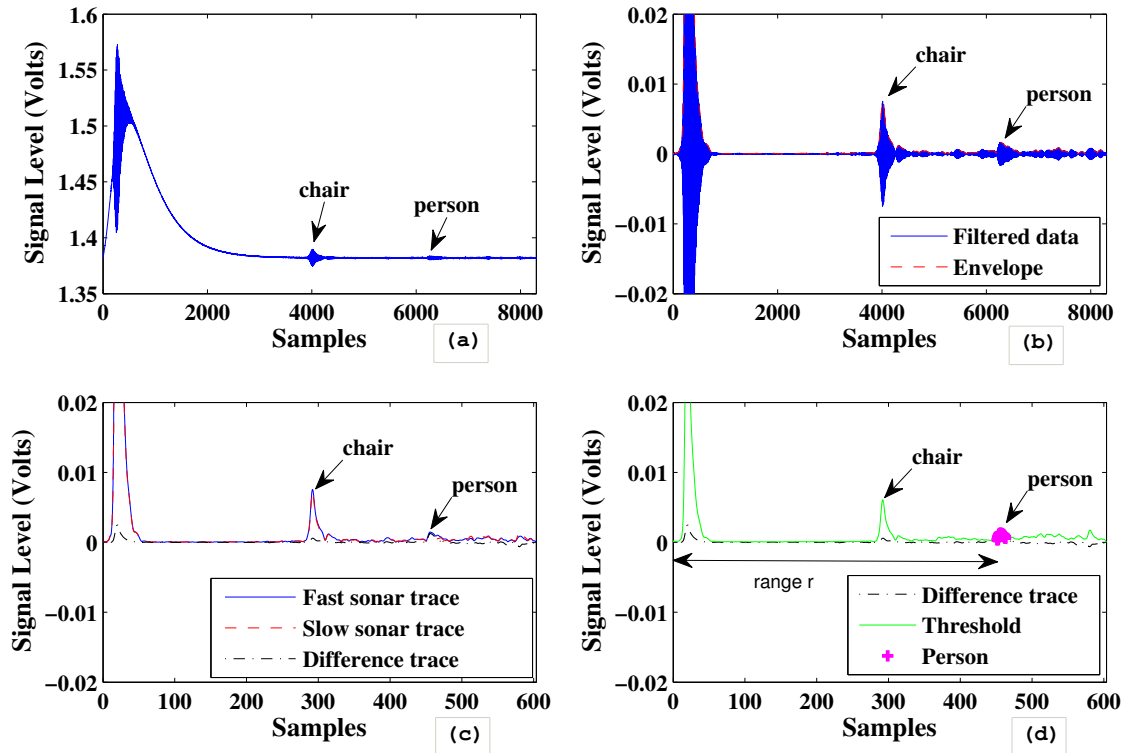 1.6
1.55
1.5
1.45
1.4
1.35
Signal Level (Volts)
chair
person
0 2000 4000 6000 8000
Samples
(a)
0.02
0.01
0
−0.01
−0.02
Signal Level (Volts)
chair
person
Filtered data
Envelope
0 2000 4000 6000 8000
Samples
(b)
0.02
0.01
0
−0.01
−0.02
Signal Level (Volts)
chair
person
Fast sonar trace
Slow sonar trace
Difference trace
0 100 200 300 400 500 600
Samples
(c)
0.02
0.01
0
−0.01
−0.02
Signal Level (Volts)
chair
person
range r
Difference trace
Threshold
Person
0 100 200 300 400 500 600
Samples
(d)